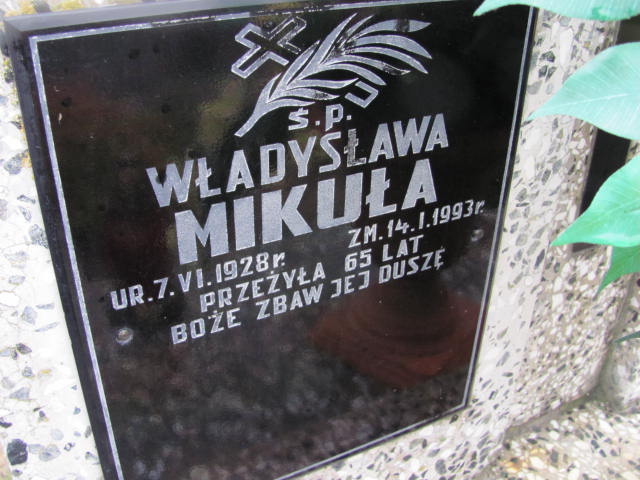 ś.p.
WŁADYSŁAWA
MIKUŁA
UR.7.VI.1928r. ZM.14.I.1993r.
PRZEŻYŁA 65 LAT
BOŻE ZBAW JEJ DUSZĘ